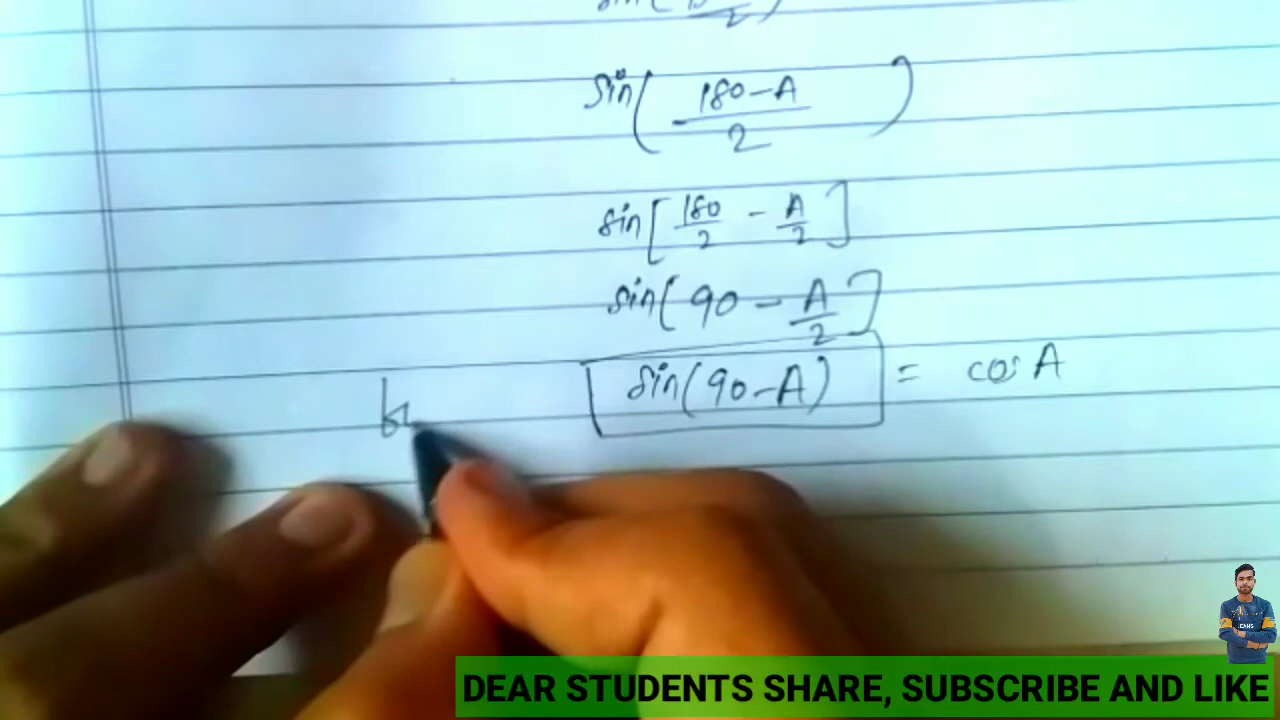 sin( 180-A / 2 )
sin[ 180/2 - A/2 ]
sin( 90 - A/2 ]
sin(90-A) = cos A
DEAR STUDENTS SHARE, SUBSCRIBE AND LIKE